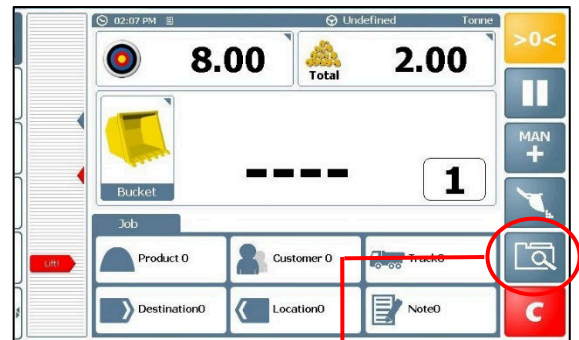 02:07 PM Undefined Tonne
>0<
8.00 Total 2.00
MAN
+
Bucket
---- 1
Job
Lift!
Product 0 Customer 0 Truck0
Destination0 Location0 Note0
C